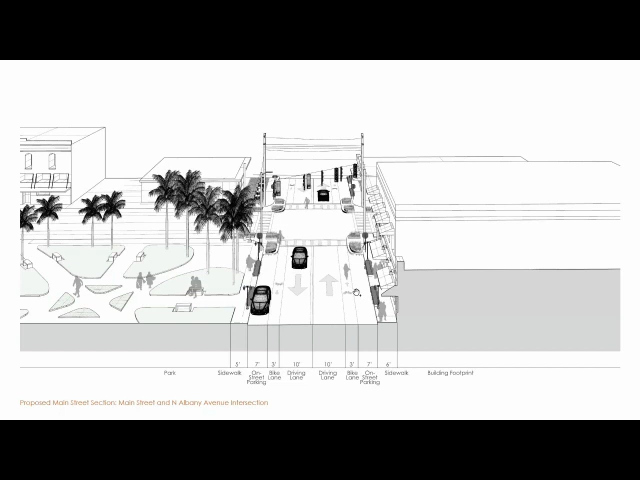 5' 7' 3' 10' 10' 3' 7' 6'
Park Sidewalk On-Street Parking Bike Lane Driving Lane Driving Lane Bike Lane On-Street Parking Sidewalk Building Footprint
Proposed Main Street Section: Main Street and N Albany Avenue Intersection